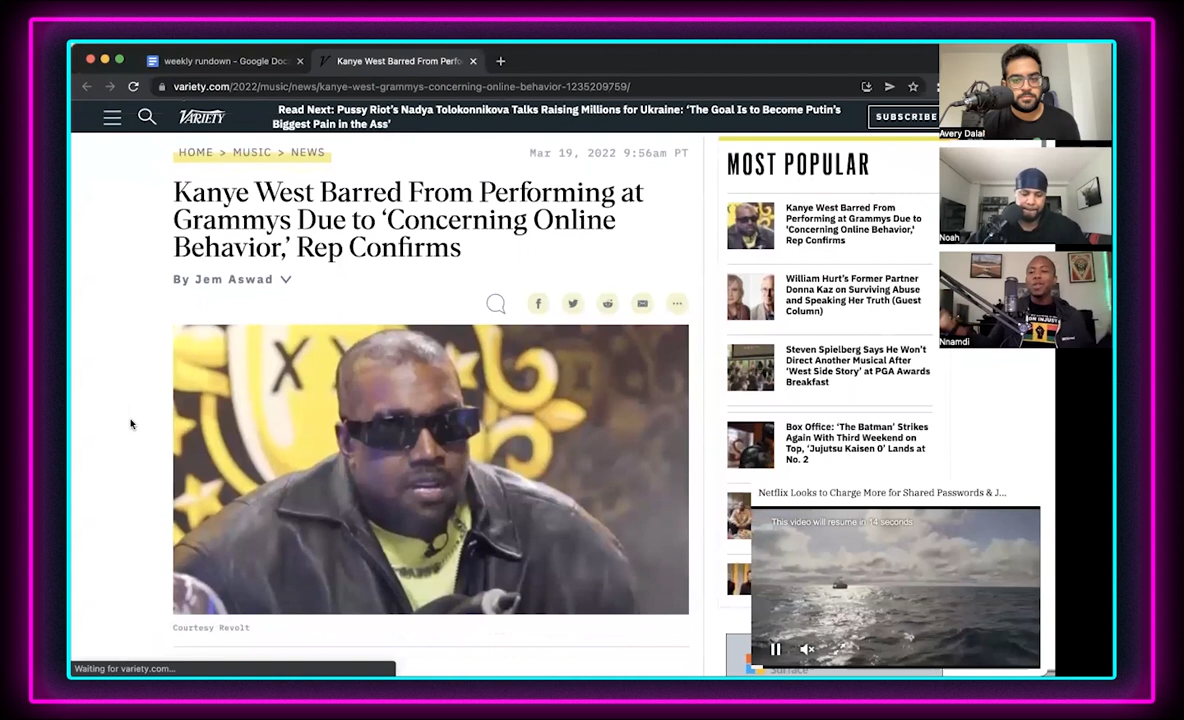 weekly rundown - Google Doc
Kanye West Barred From Perfo
variety.com/2022/music/news/kanye-west-grammys-concerning-online-behavior-1235209759/
VARIETY
Read Next: Pussy Riot's Nadya Tolokonnikova Talks Raising Millions for Ukraine: 'The Goal Is to Become Putin's
Biggest Pain in the Ass'
SUBSCRIBE
Avery Dalal
HOME > MUSIC > NEWS
Mar 19, 2022 9:56am PT
Kanye West Barred From Performing at
Grammys Due to 'Concerning Online
Behavior,' Rep Confirms
By Jem Aswad
Courtesy Revolt
Waiting for variety.com...
MOST POPULAR
Kanye West Barred From
Performing at Grammys Due to
'Concerning Online Behavior,'
Rep Confirms
William Hurt's Former Partner
Donna Kaz on Surviving Abuse
and Speaking Her Truth (Guest
Column)
Steven Spielberg Says He Won't
Direct Another Musical After
'West Side Story' at PGA Awards
Breakfast
Box Office: 'The Batman' Strikes
Again With Third Weekend on
Top, 'Jujutsu Kaisen 0' Lands at
No. 2
Netflix Looks to Charge More for Shared Passwords & J...
This video will resume in 14 seconds
Surface
Noah
Nnamdi
ON INJUST